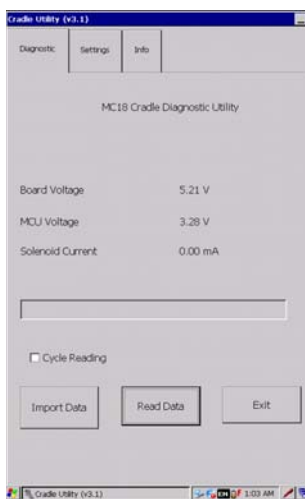 Cradle Utility (v3.1)
Diagnostic Settings Info
MC18 Cradle Diagnostic Utility
Board Voltage 5.21 V
MCU Voltage 3.28 V
Solenoid Current 0.00 mA
Cycle Reading
Import Data Read Data Exit
Cradle Utility (v3.1) EN 1:03 AM